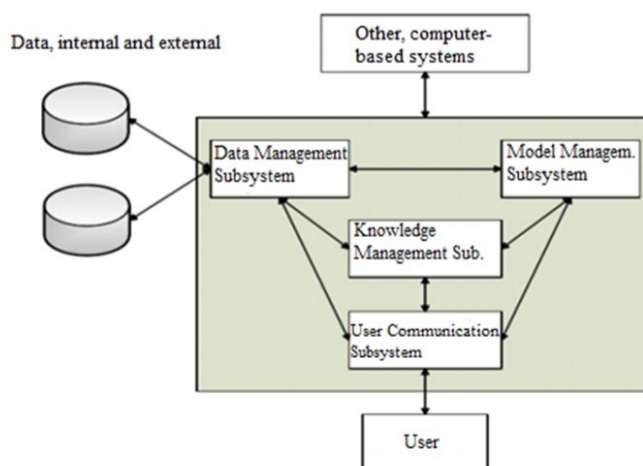 Data, internal and external
Other, computer-
based systems
Data Management
Subsystem
Model Managem.
Subsystem
Knowledge
Management Sub.
User Communication
Subsystem
User